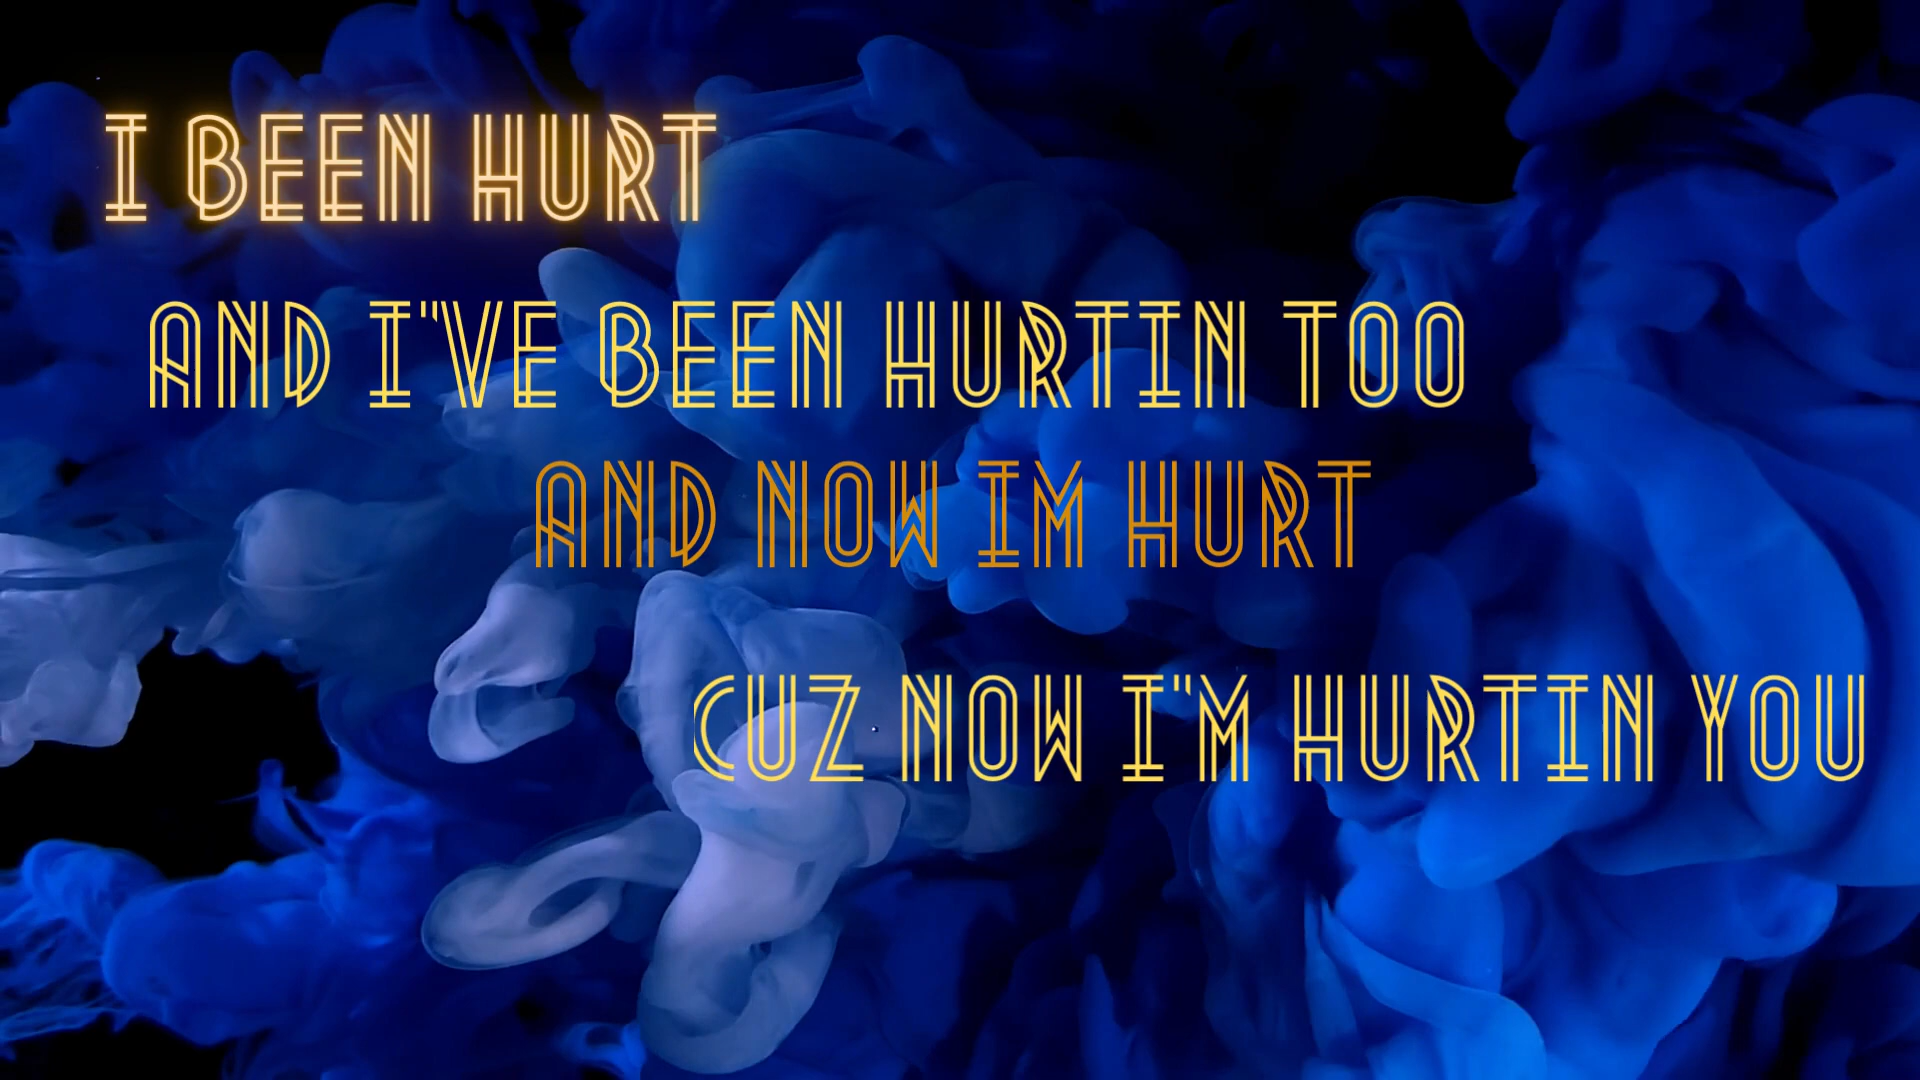 I BEEN HURT
AND I"VE BEEN HURTIN TOO
AND NOW IM HURT
CUZ NOW I"M HURTIN YOU